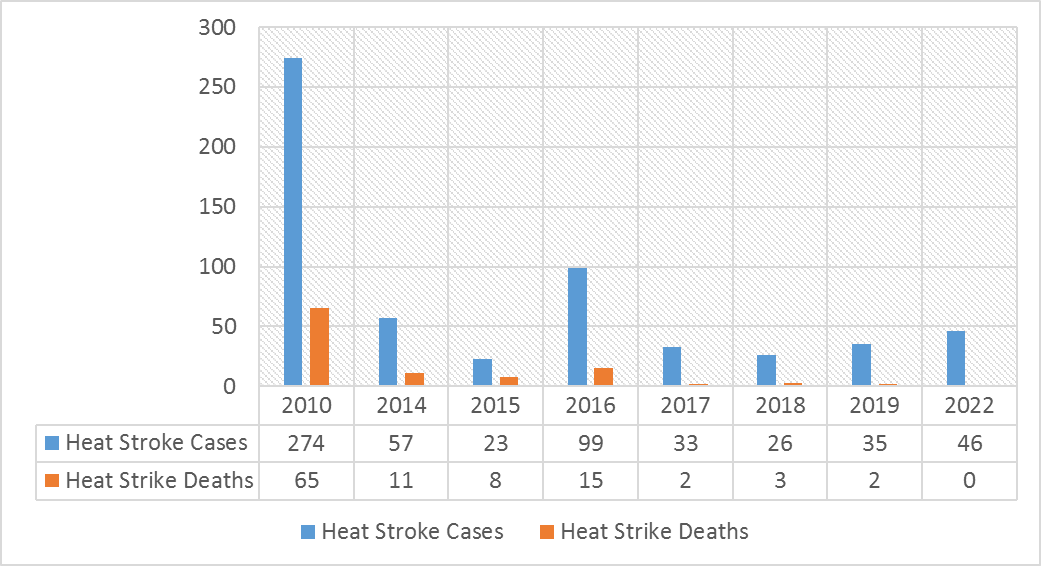 300
250
200
150
100
50
0
2010 2014 2015 2016 2017 2018 2019 2022
Heat Stroke Cases 274 57 23 99 33 26 35 46
Heat Strike Deaths 65 11 8 15 2 3 2 0
Heat Stroke Cases Heat Strike Deaths